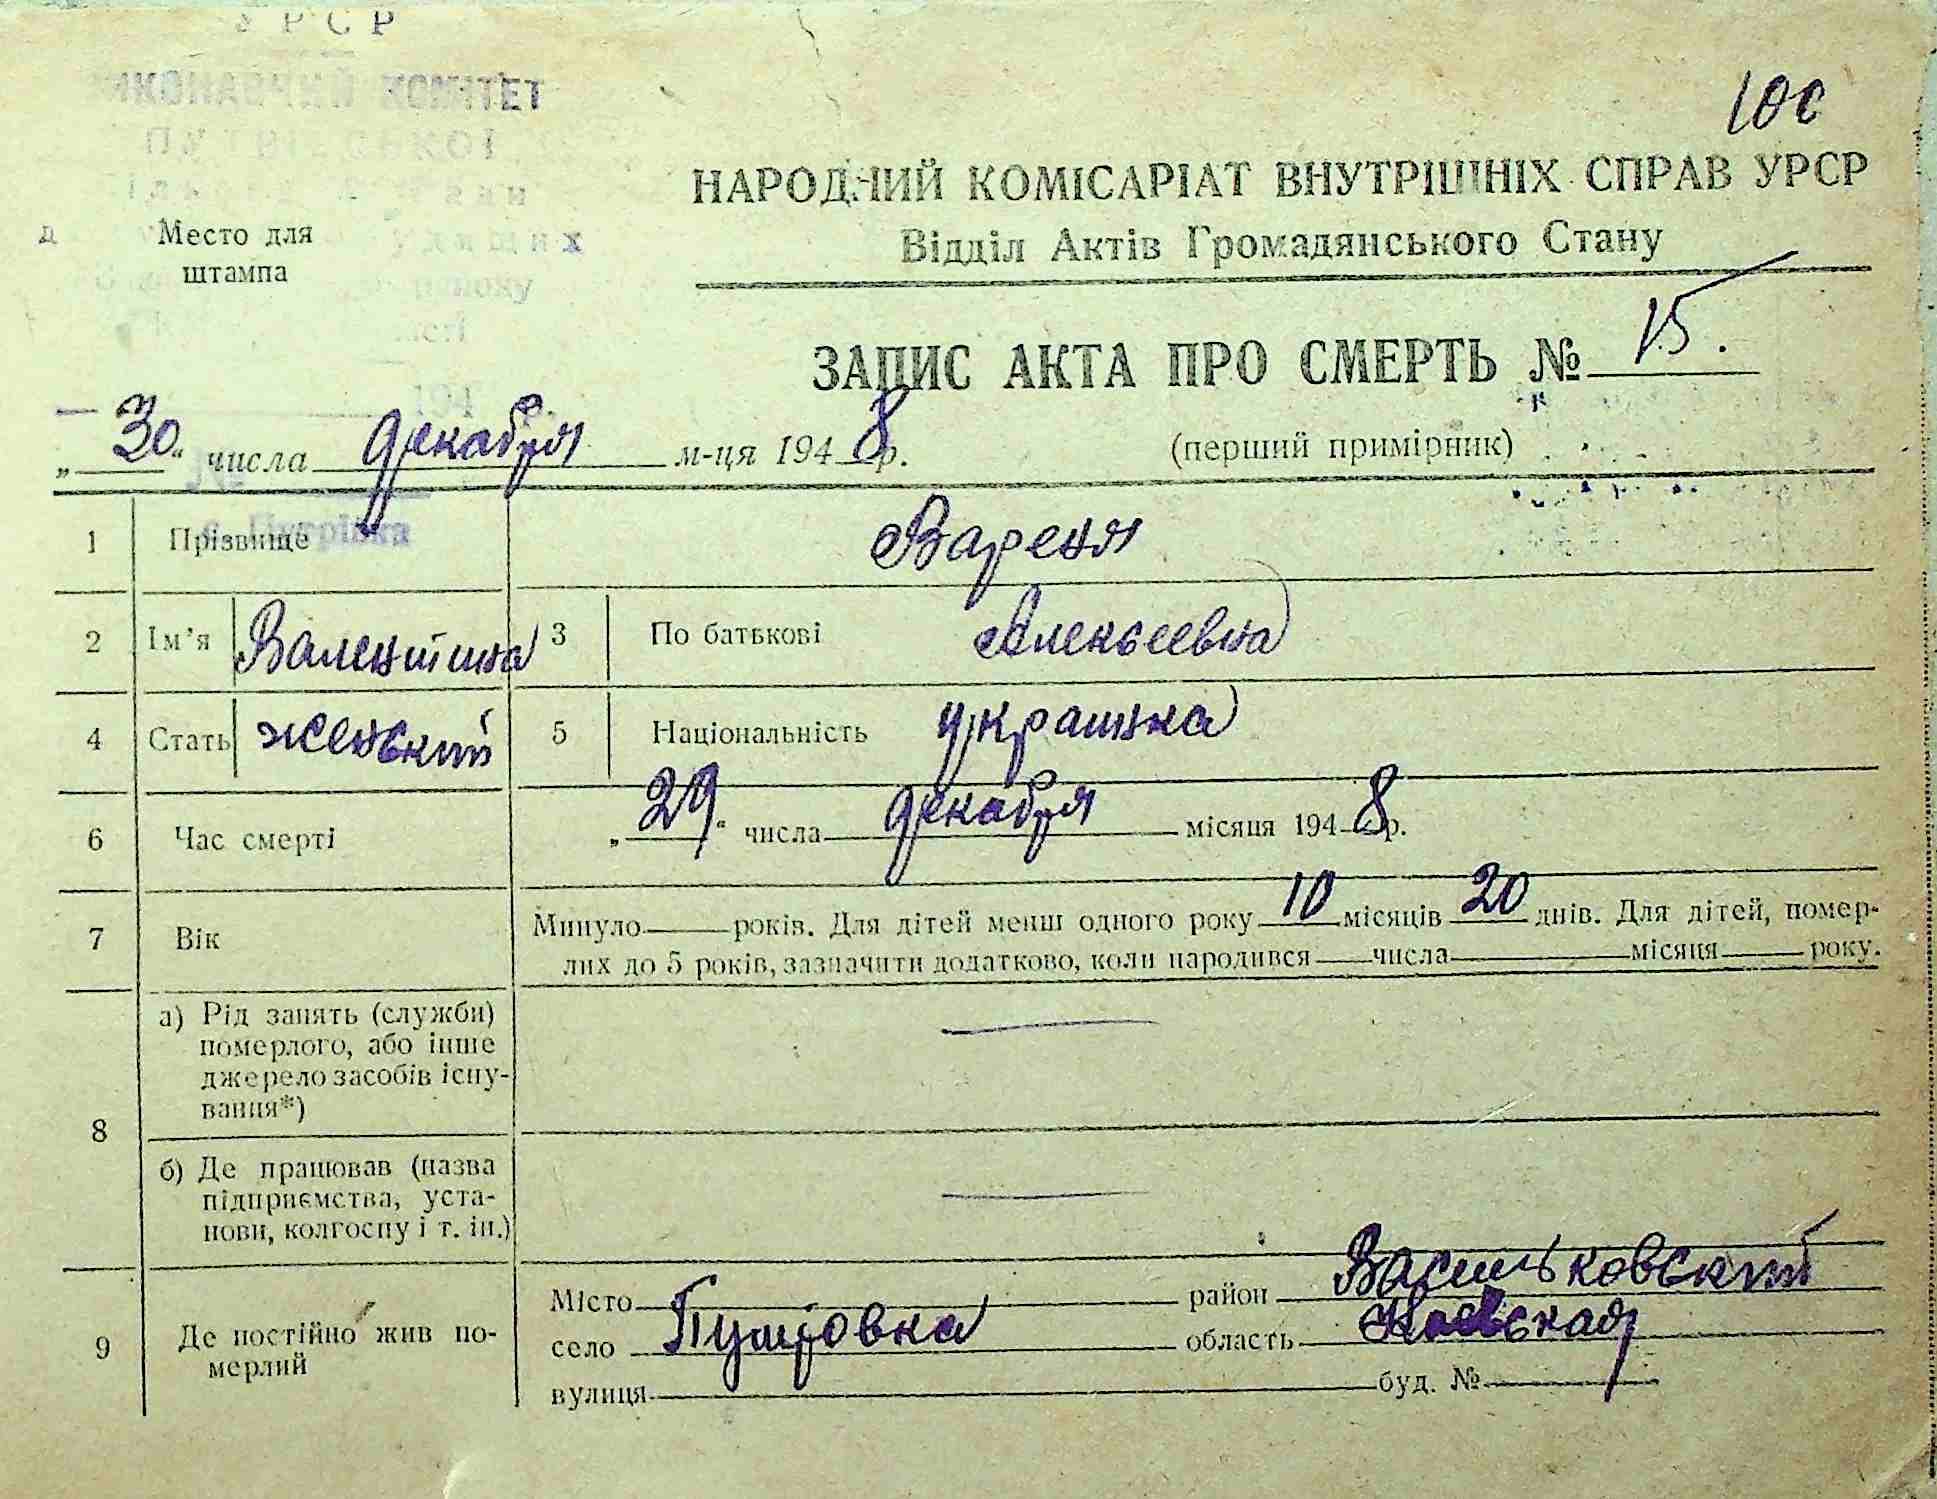 УРСР
ВИКОНАВЧИЙ КОМІТЕТ
Место для
штампа
100
НАРОДНИЙ КОМІСАРІАТ ВНУТРІШНІХ СПРАВ УРСР
Відділ Актів Громадянського Стану
ЗАПИС АКТА ПРО СМЕРТЬ № 15.
„30“ числа декабря м-ця 1948 р. (перший примірник)
1 Прізвище Вареня
2 Ім’я Валентина 3 По батькові Алексеевна
4 Стать женский 5 Національність украинка
6 Час смерті „29“ числа декабря місяця 1948 р.
7 Вік Минуло року років. Для дітей менш одного року 10 місяців 20 днів. Для дітей, помер-
лих до 5 років, зазначити додатково, коли народився числа місяця року.
8 а) Рід занять (служби)
померлого, або інше
джерело засобів існу-
вання*)
б) Де працював (назва
підприємства, уста-
нови, колгоспу і т. ін.)
9 Де постійно жив по-
мерлий
Місто район Васильковский
село Путровка область Киевская
вулиця буд. №